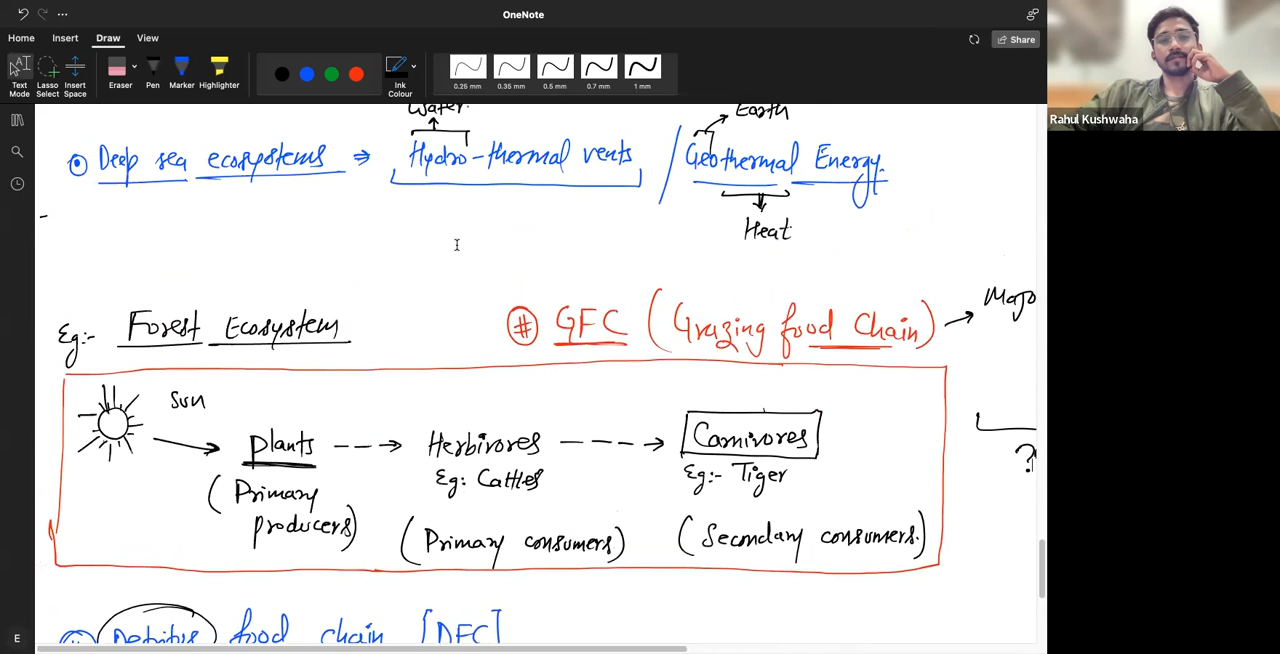 OneNote
Home Insert Draw View
Share
Text Mode
Lasso Select
Insert Space
Eraser
Pen
Marker
Highlighter
Ink Colour
0.25 mm
0.35 mm
0.5 mm
0.7 mm
1 mm
Rahul Kushwaha
Water
Earth
Deep sea ecosystems ⇒ Hydro-thermal vents / Geothermal Energy
Heat
Eg:- Forest Ecosystem
# GFC (Grazing food Chain) →
Sun
Plants --→ Herbivores ---→ Carnivores
Eg: Cattles
Eg:- Tiger
(Primary producers)
(Primary consumers)
(Secondary consumers.)
?
Detritus food chain [DFC]
E